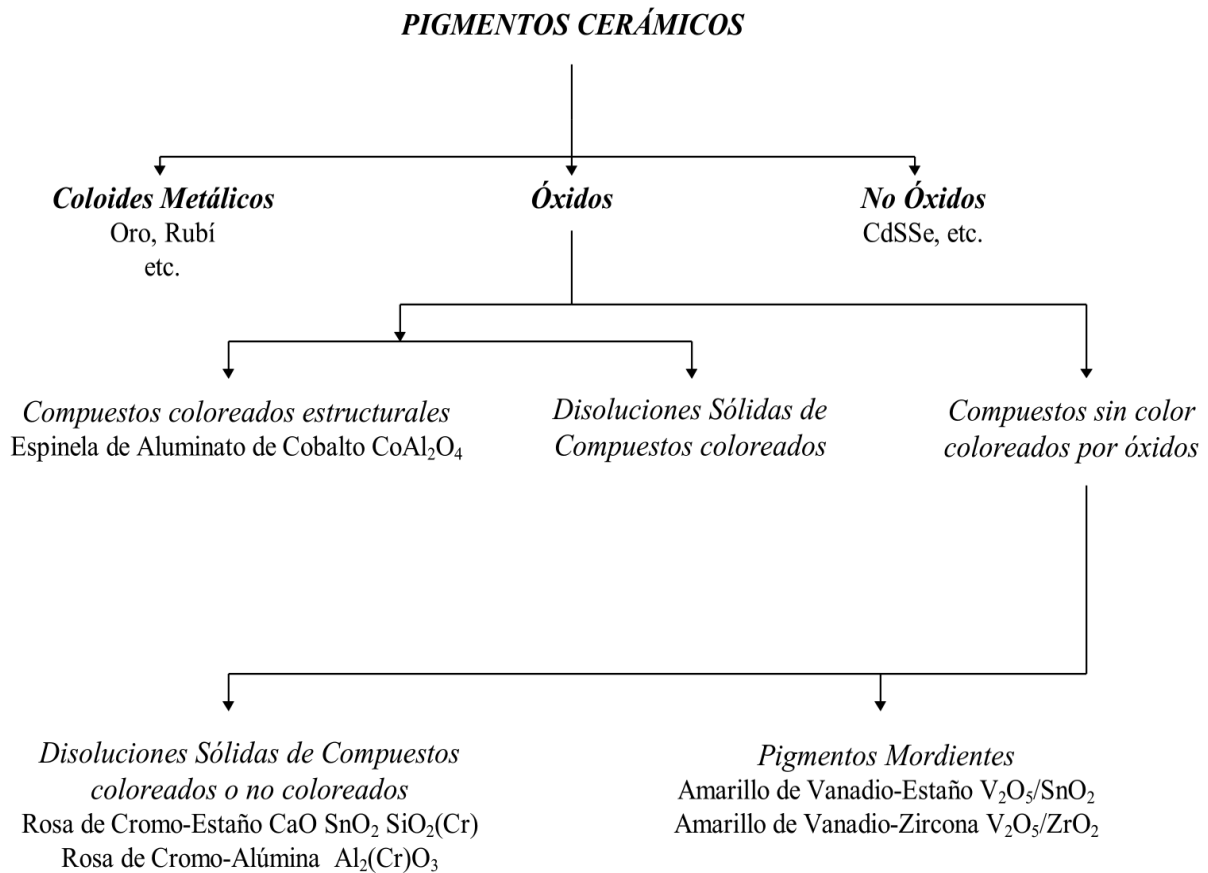 PIGMENTOS CERÁMICOS
Coloides Metálicos
Oro, Rubí
etc.
Óxidos
No Óxidos
CdSSe, etc.
Compuestos coloreados estructurales
Espinela de Aluminato de Cobalto CoAl₂O₄
Disoluciones Sólidas de
Compuestos coloreados
Compuestos sin color
coloreados por óxidos
Disoluciones Sólidas de Compuestos
coloreados o no coloreados
Rosa de Cromo-Estaño CaO SnO₂ SiO₂(Cr)
Rosa de Cromo-Alúmina Al₂(Cr)O₃
Pigmentos Mordientes
Amarillo de Vanadio-Estaño V₂O₅/SnO₂
Amarillo de Vanadio-Zircona V₂O₅/ZrO₂